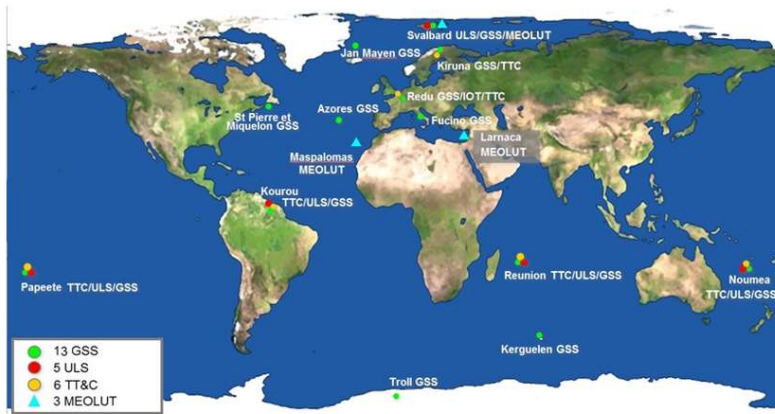 Svalbard ULS/GSS/MEOLUT
Jan Mayen GSS
Kiruna GSS/TTC
Redu GSS/IOT/TTC
Azores GSS
Fucino GSS
St Pierre et
Miquelon GSS
Larnaca
MEOLUT
Maspalomas
MEOLUT
Kourou
TTC/ULS/GSS
Papeete TTC/ULS/GSS
Reunion TTC/ULS/GSS
Noumea
TTC/ULS/GSS
Kerguelen GSS
Troll GSS
13 GSS
5 ULS
6 TT&C
3 MEOLUT